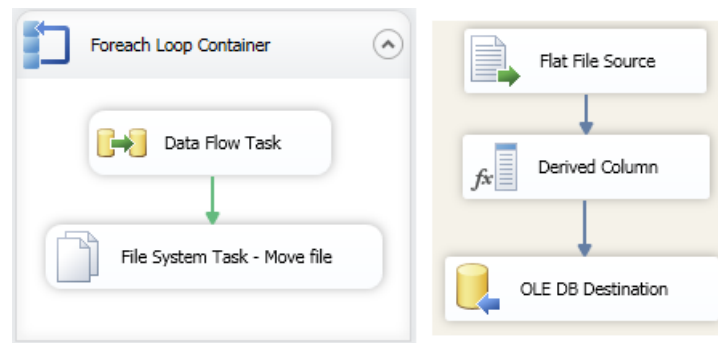 Foreach Loop Container
Data Flow Task
File System Task - Move file
Flat File Source
fx
Derived Column
OLE DB Destination